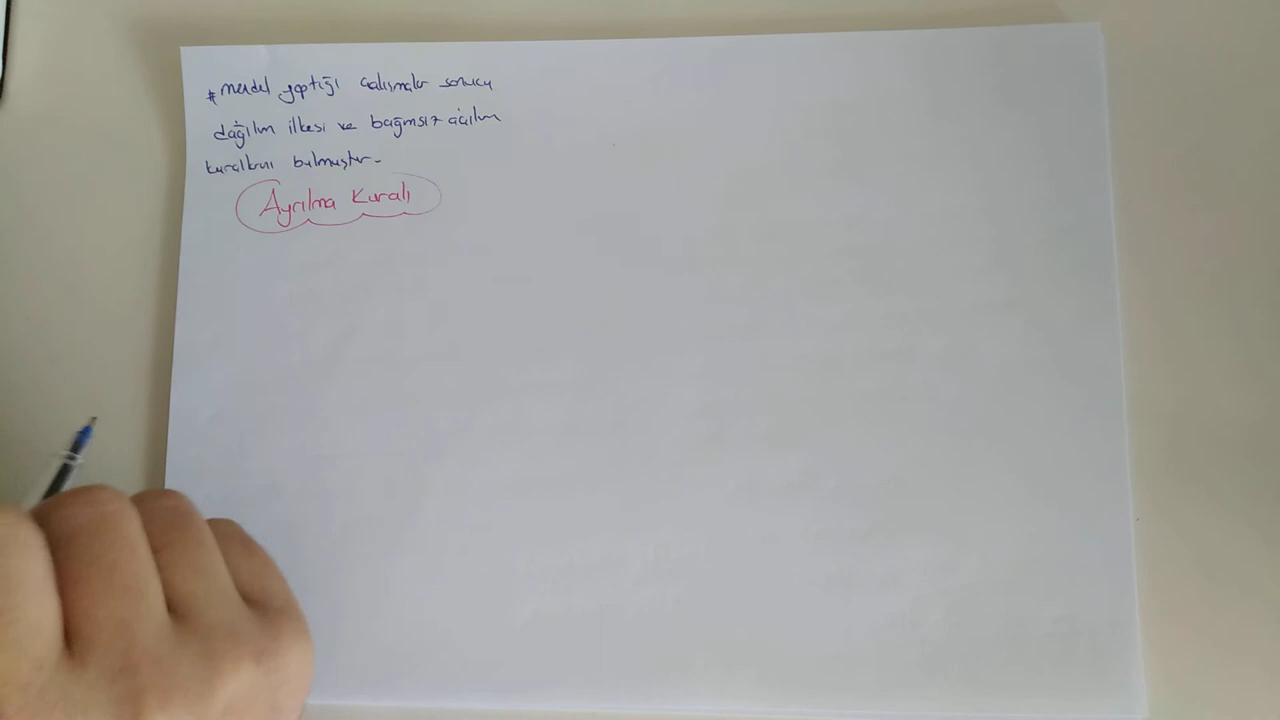 * mendel yaptığı çalışmalar sonucu
dağılım ilkesi ve bağımsız açılım
kurallarını bulmuştur.
Ayrılma Kuralı